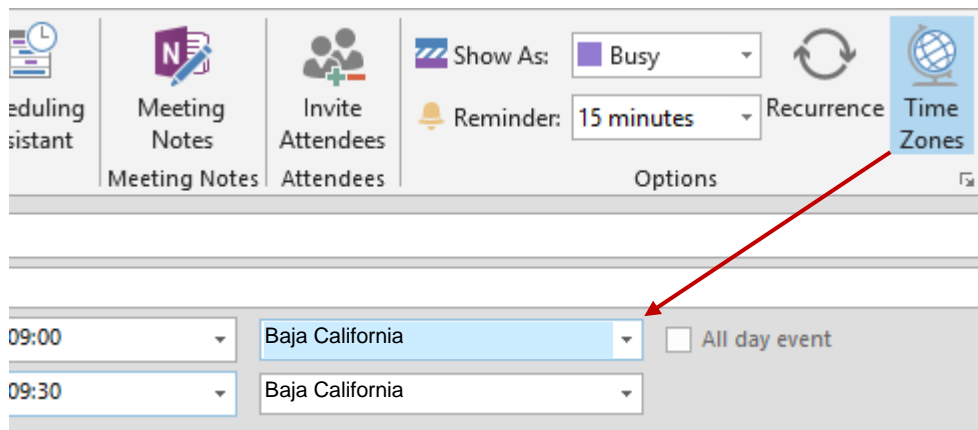 Show As: Busy
Reminder: 15 minutes
eduling
sistant
Meeting
Notes
Invite
Attendees
Recurrence
Time
Zones
Meeting Notes
Attendees
Options
09:00 Baja California All day event
09:30 Baja California